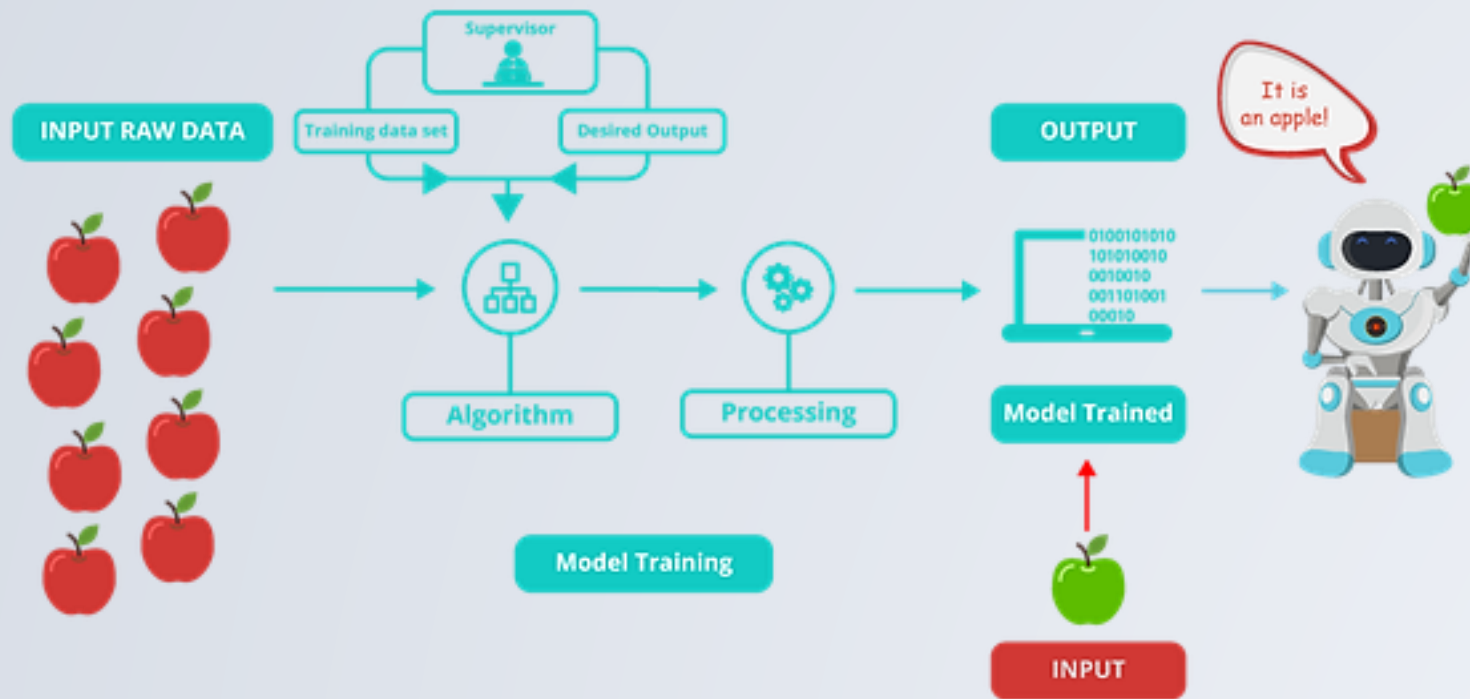 Supervisor
INPUT RAW DATA
Training data set
Desired Output
OUTPUT
It is
an apple!
0100101010
101010010
0010010
001101001
00010
Algorithm
Processing
Model Trained
Model Training
INPUT